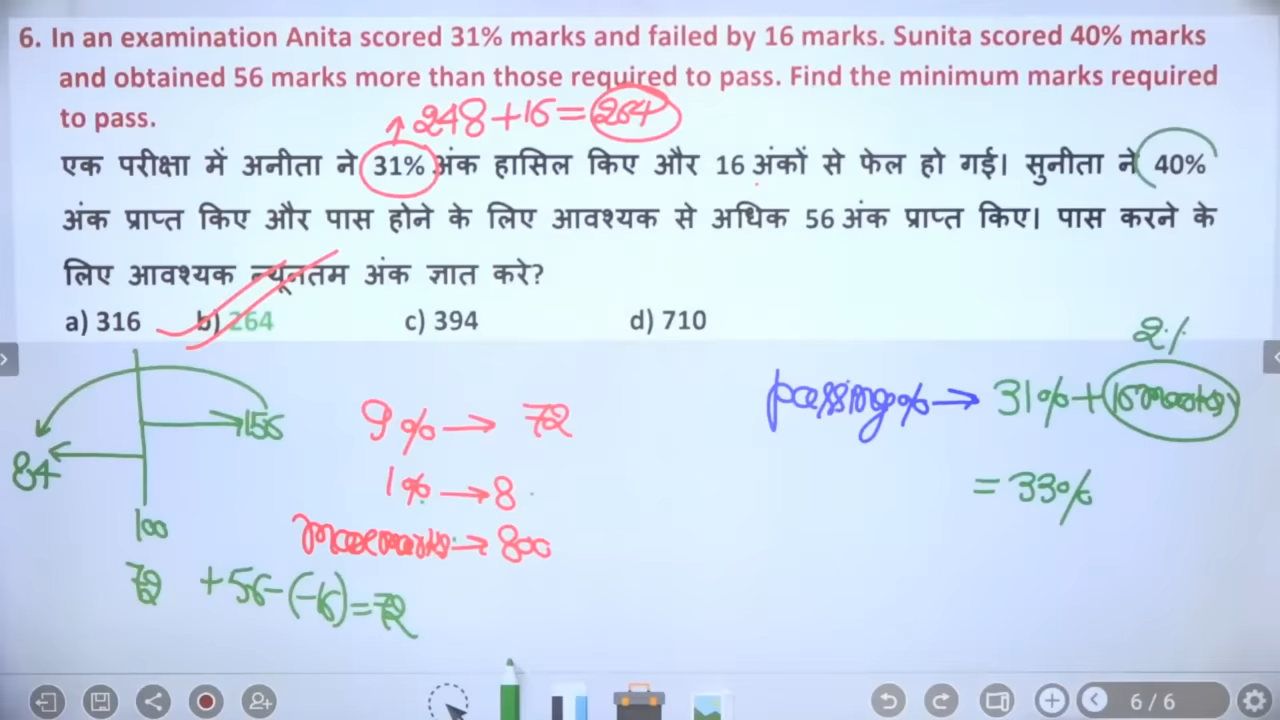 6. In an examination Anita scored 31% marks and failed by 16 marks. Sunita scored 40% marks
and obtained 56 marks more than those required to pass. Find the minimum marks required
to pass.
248+16=264
एक परीक्षा में अनीता ने 31% अंक हासिल किए और 16 अंकों से फेल हो गई। सुनीता ने 40%
अंक प्राप्त किए और पास होने के लिए आवश्यक से अधिक 56 अंक प्राप्त किए। पास करने के
लिए आवश्यक न्यूनतम अंक ज्ञात करे?
a) 316 b) 264 c) 394 d) 710
2%
passing% → 31%+16marks
156
9% → 72
84
1% → 8
= 33%
100
maxmarks → 800
72 +56-(-16)=72
6 / 6